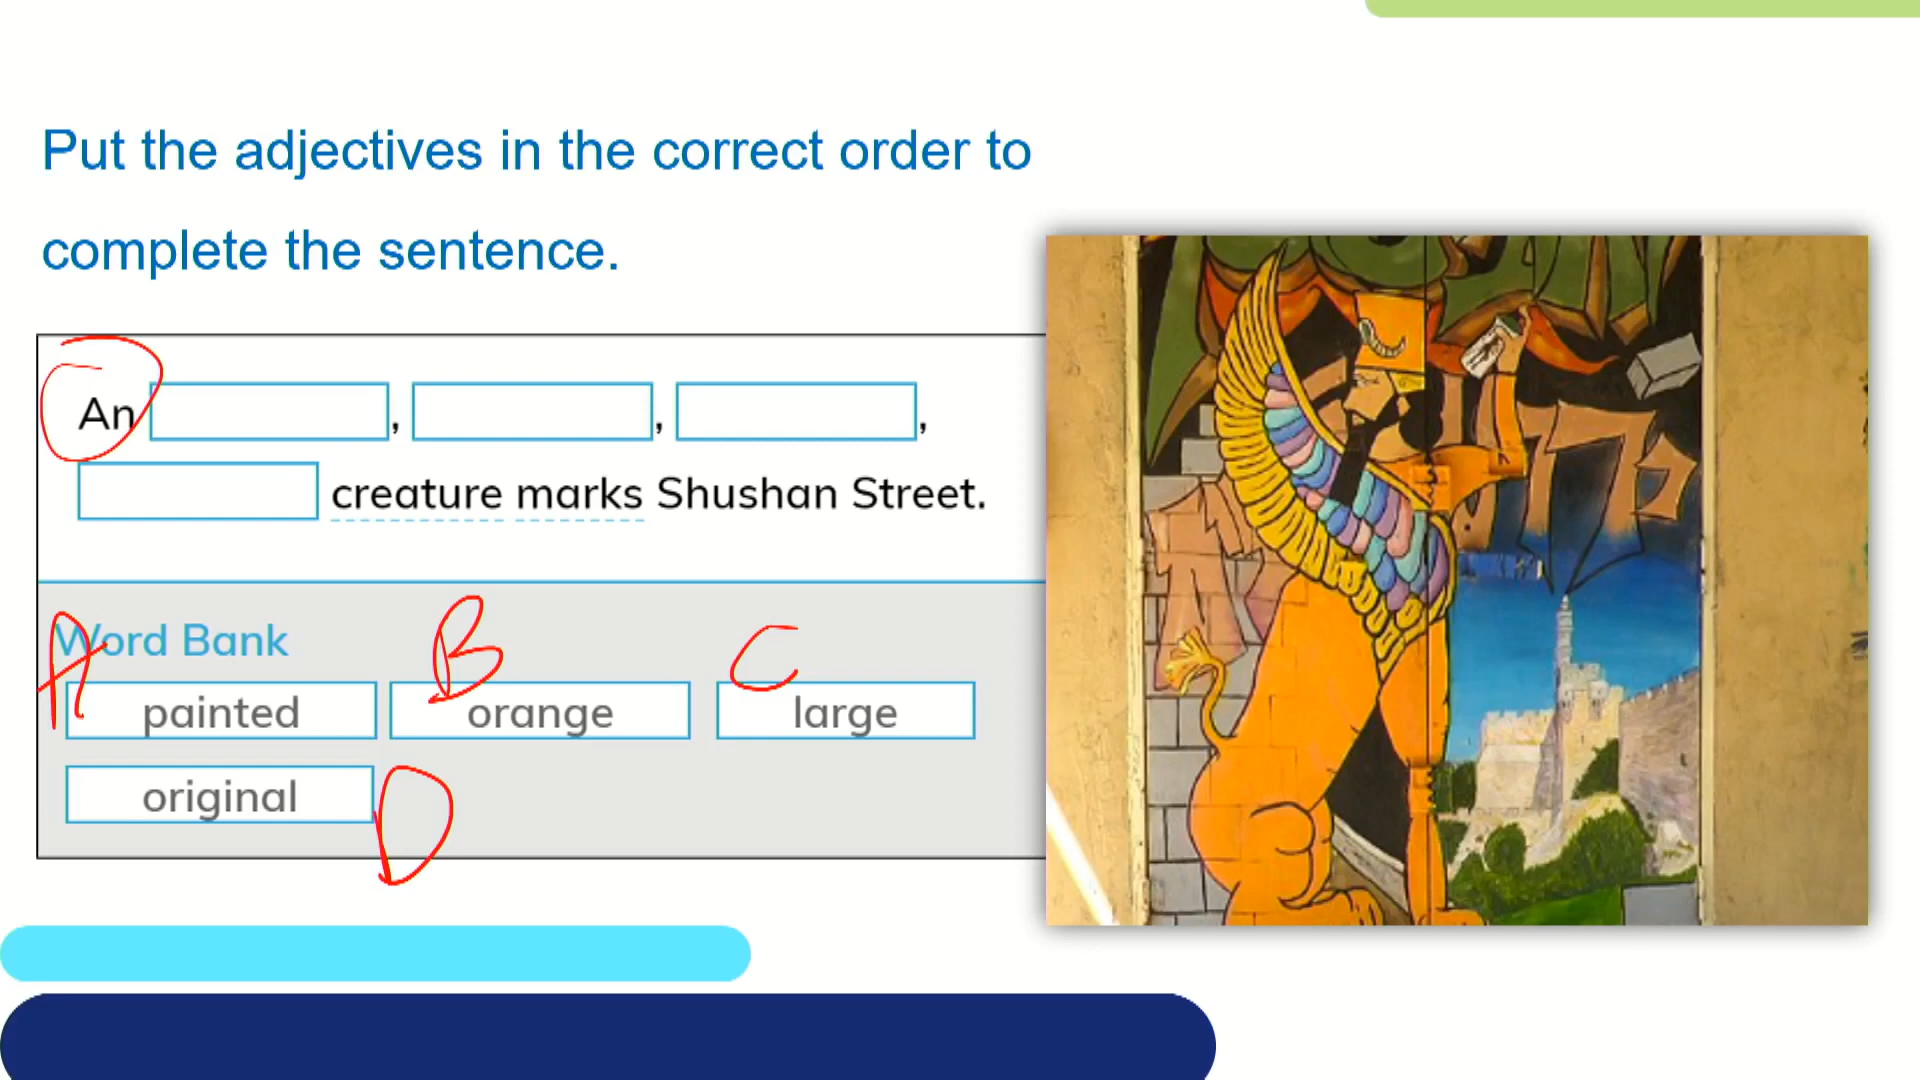 Put the adjectives in the correct order to
complete the sentence.
An , , ,
creature marks Shushan Street.
A B C
Word Bank
painted orange large
original D